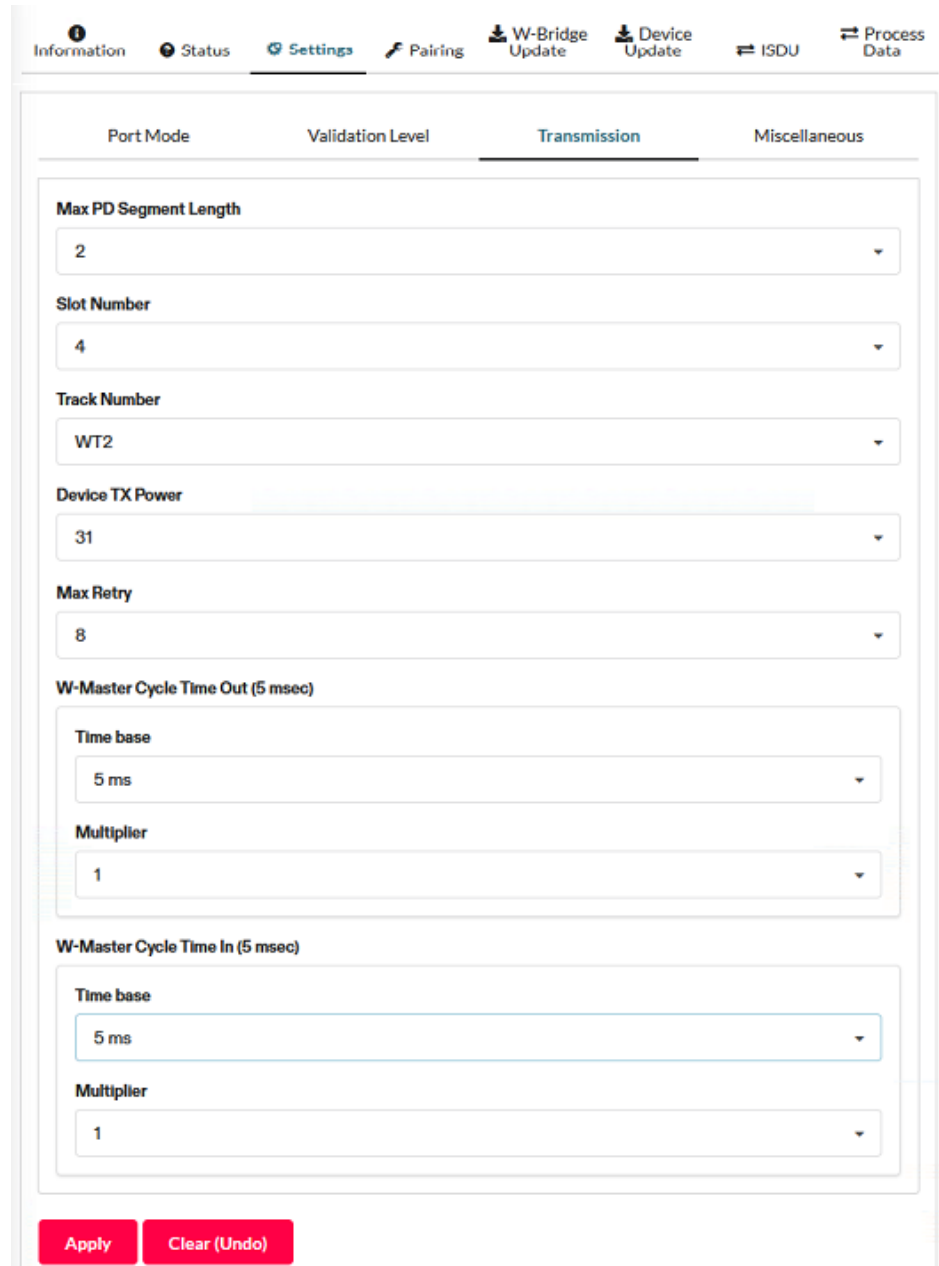 Information
Status
Settings
Pairing
W-Bridge
Update
Device
Update
ISDU
Process
Data
Port Mode
Validation Level
Transmission
Miscellaneous
Max PD Segment Length
2
Slot Number
4
Track Number
WT2
Device TX Power
31
Max Retry
8
W-Master Cycle Time Out (5 msec)
Time base
5 ms
Multiplier
1
W-Master Cycle Time In (5 msec)
Time base
5 ms
Multiplier
1
Apply
Clear (Undo)